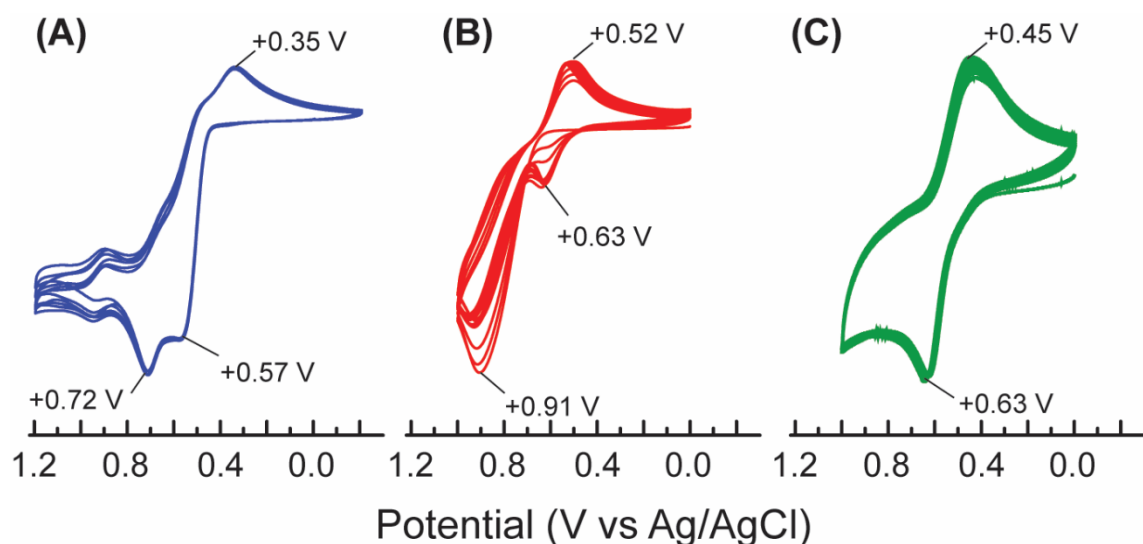 (A)
+0.35 V
+0.57 V
+0.72 V
(B)
+0.52 V
+0.63 V
+0.91 V
(C)
+0.45 V
+0.63 V
1.2 0.8 0.4 0.0
1.2 0.8 0.4 0.0
1.2 0.8 0.4 0.0
Potential (V vs Ag/AgCl)